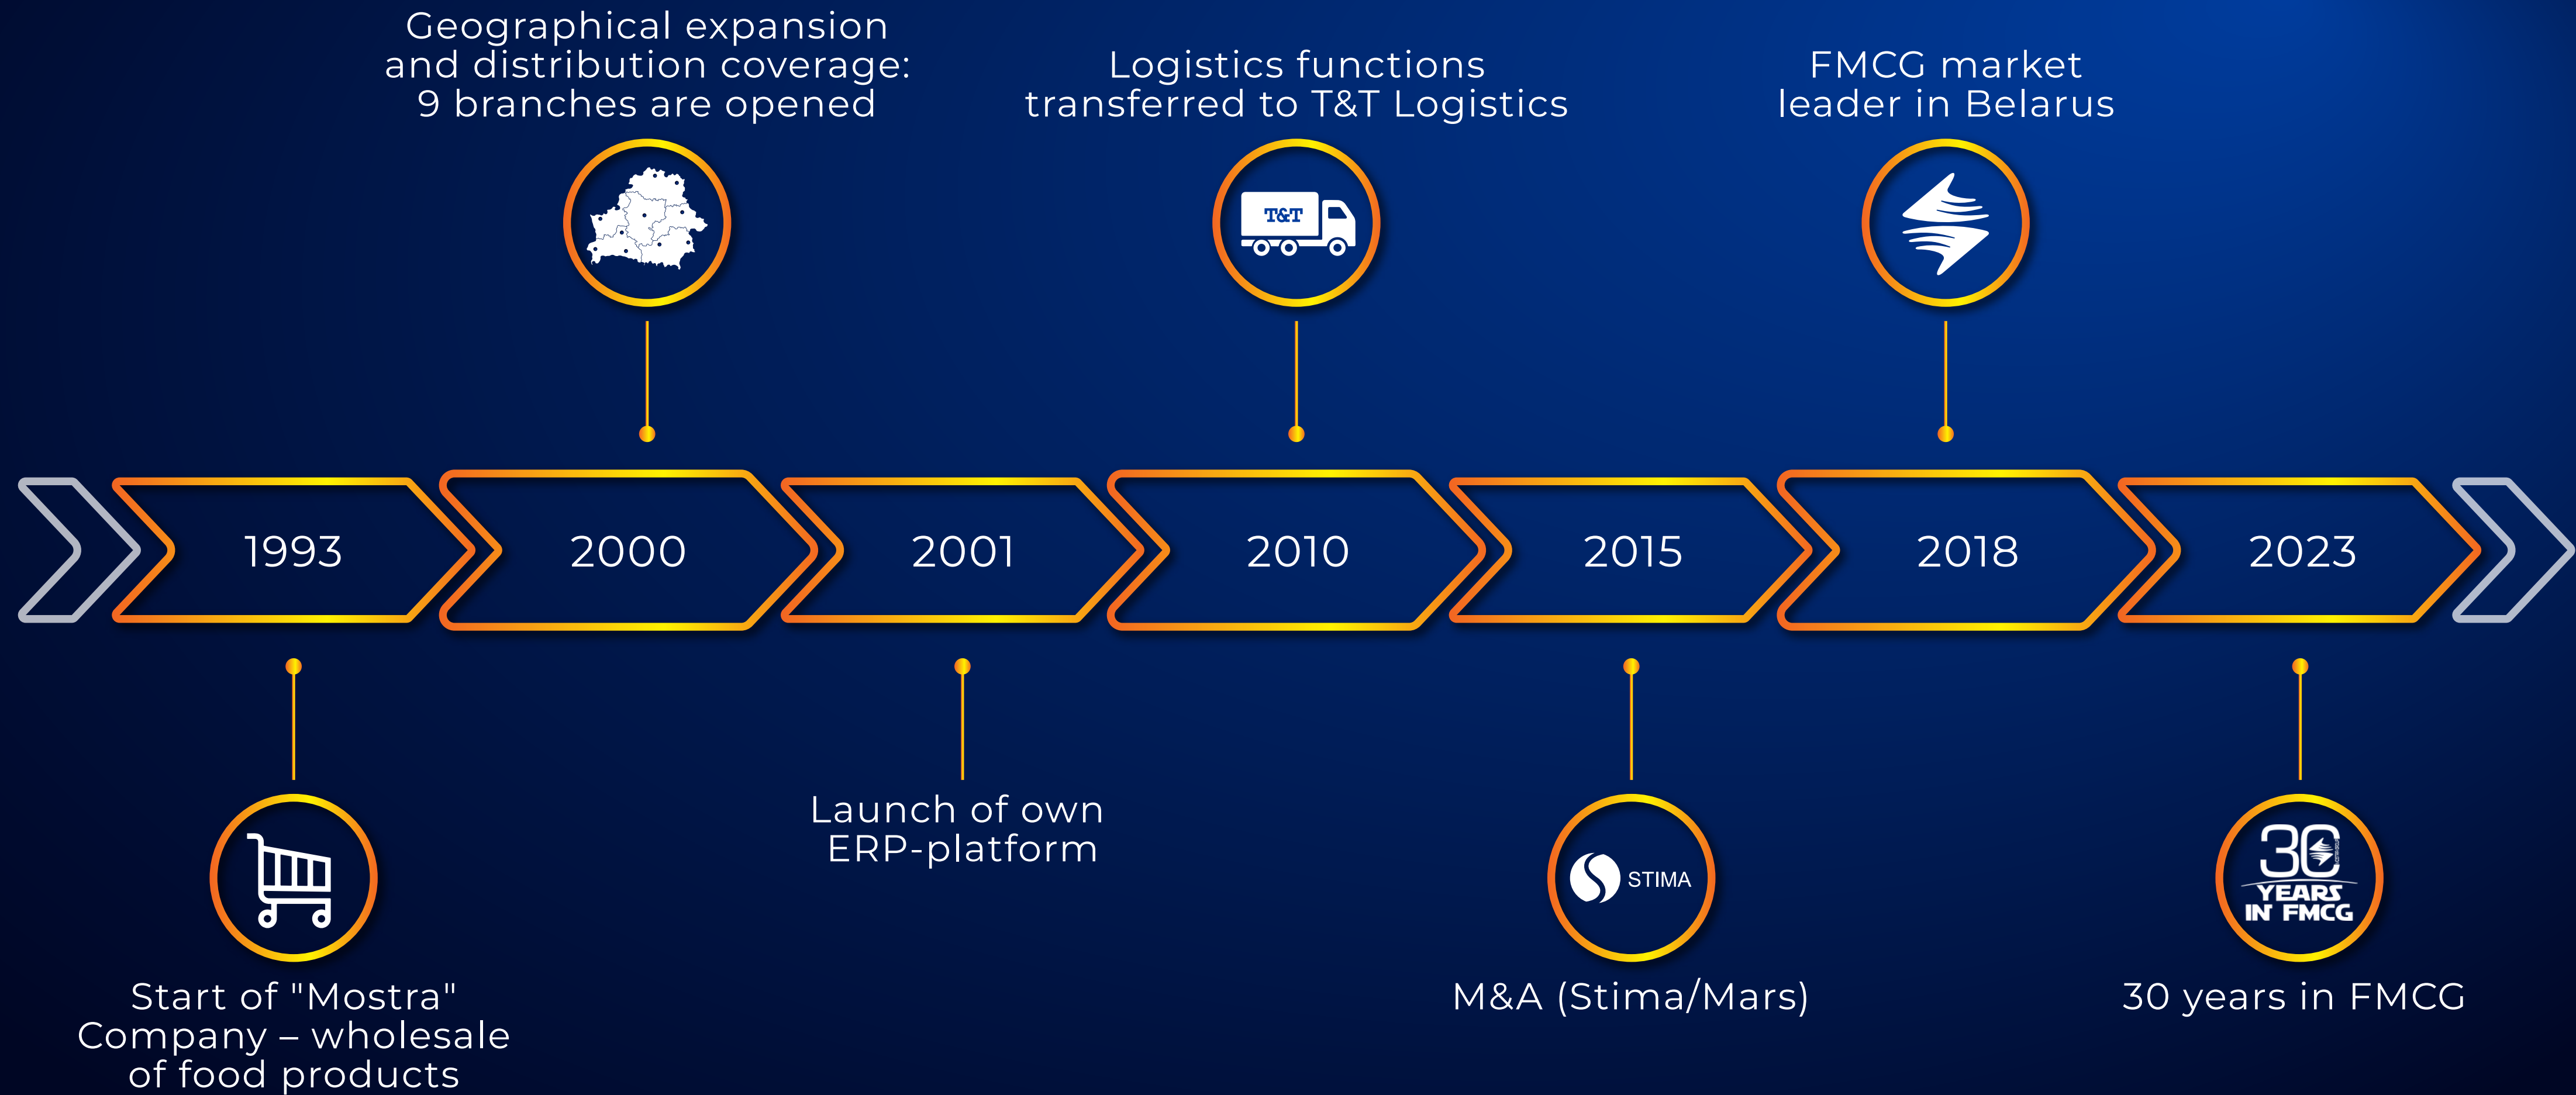 Geographical expansion
and distribution coverage:
9 branches are opened
Logistics functions
transferred to T&T Logistics
FMCG market
leader in Belarus
T&T
1993
2000
2001
2010
2015
2018
2023
Launch of own
ERP-platform
STIMA
30
YEARS
IN FMCG
Start of "Mostra"
Company – wholesale
of food products
M&A (Stima/Mars)
30 years in FMCG